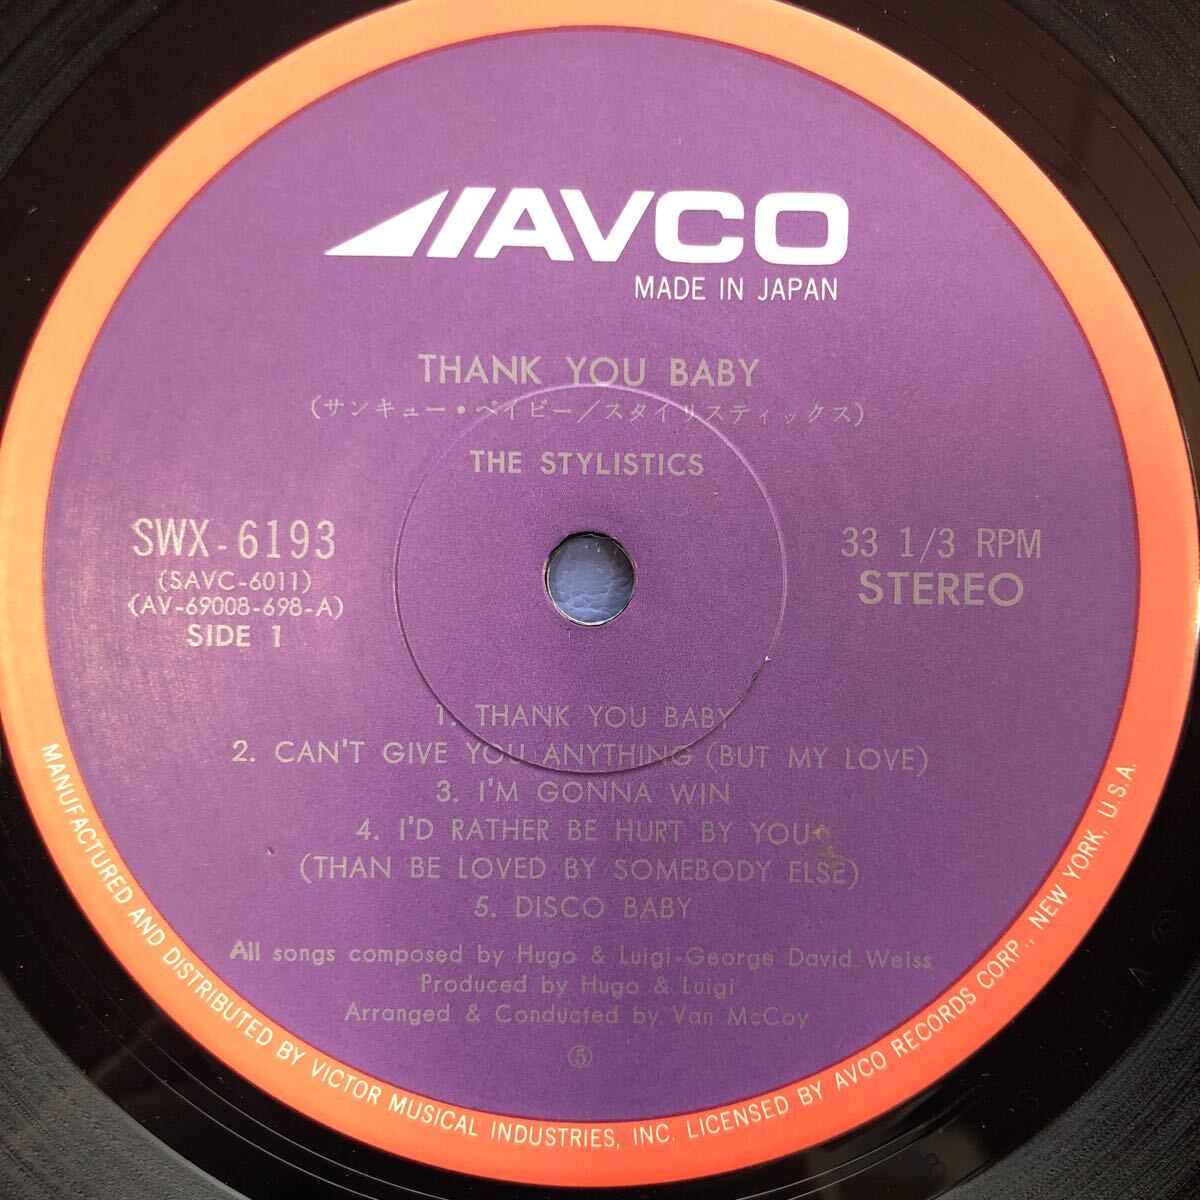 AVCO
MADE IN JAPAN
THANK YOU BABY
(サンキュー・ベイビー/スタイリスティックス)
THE STYLISTICS
SWX-6193
(SAVC-6011)
(AV-69008-698-A)
SIDE 1
33 1/3 RPM
STEREO
1. THANK YOU BABY
2. CAN'T GIVE YOU ANYTHING (BUT MY LOVE)
3. I'M GONNA WIN
4. I'D RATHER BE HURT BY YOU
(THAN BE LOVED BY SOMEBODY ELSE)
5. DISCO BABY
All songs composed by Hugo & Luigi-George David Weiss
Produced by Hugo & Luigi
Arranged & Conducted by Van McCoy
⑤
MANUFACTURED AND DISTRIBUTED BY VICTOR MUSICAL INDUSTRIES, INC. LICENSED BY AVCO RECORDS CORP., NEW YORK, U.S.A.